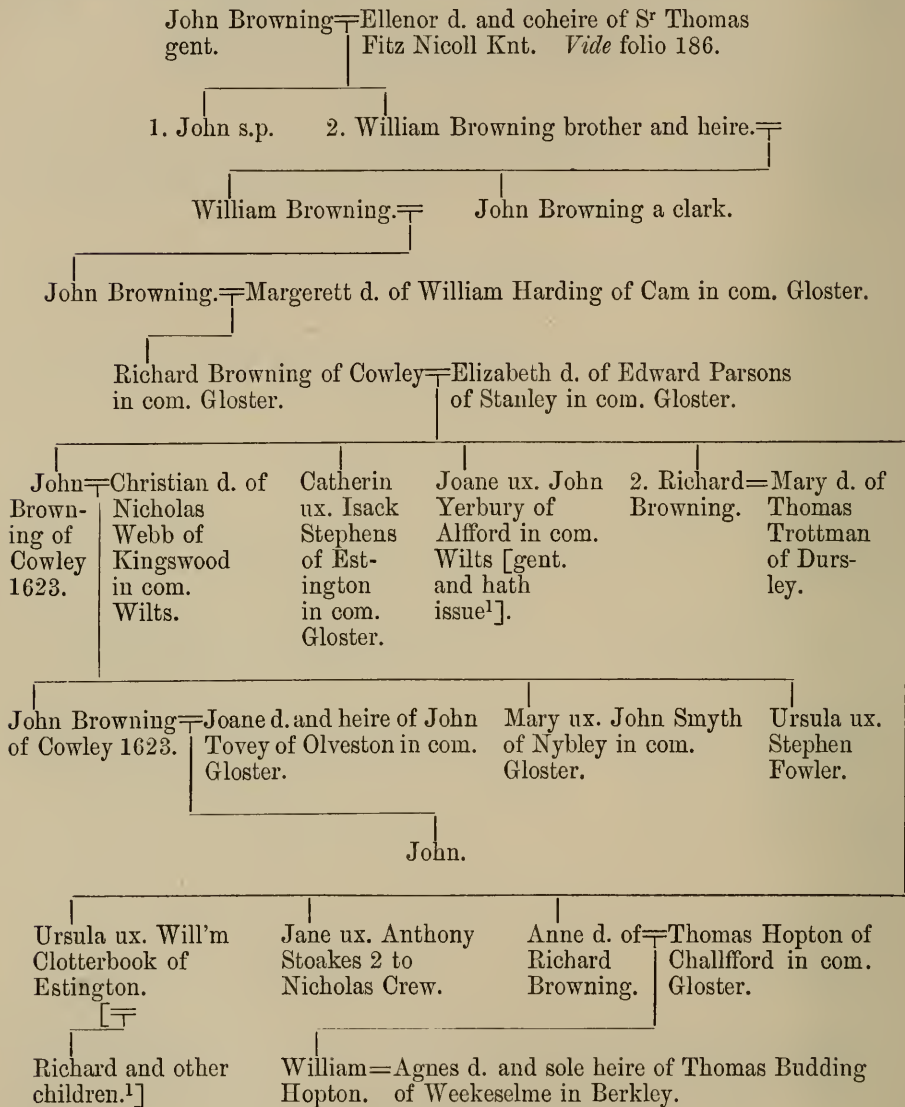 John Browning=Ellenor d. and coheire of Sʳ Thomas
gent. Fitz Nicoll Knt. Vide folio 186.
1. John s.p. 2. William Browning brother and heire.=
William Browning.= John Browning a clark.
John Browning.=Margerett d. of William Harding of Cam in com. Gloster.
Richard Browning of Cowley=Elizabeth d. of Edward Parsons
in com. Gloster. of Stanley in com. Gloster.
John=Christian d. of
Brown- Nicholas
ing of Webb of
Cowley Kingswood
1623. in com.
Wilts.
Catherin
ux. Isack
Stephens
of Est-
ington
in com.
Gloster.
Joane ux. John
Yerbury of
Alfford in com.
Wilts [gent.
and hath
issue¹].
2. Richard=Mary d. of
Browning. Thomas
Trottman
of Durs-
ley.
John Browning=Joane d. and heire of John
of Cowley 1623. Tovey of Olveston in com.
Gloster.
Mary ux. John Smyth
of Nybley in com.
Gloster.
Ursula ux.
Stephen
Fowler.
John.
Ursula ux. Will'm
Clotterbook of
Estington.
[=
Richard and other
children.¹]
Jane ux. Anthony
Stoakes 2 to
Nicholas Crew.
Anne d. of=Thomas Hopton of
Richard Challfford in com.
Browning. Gloster.
William=Agnes d. and sole heire of Thomas Budding
Hopton. of Weekeselme in Berkley.